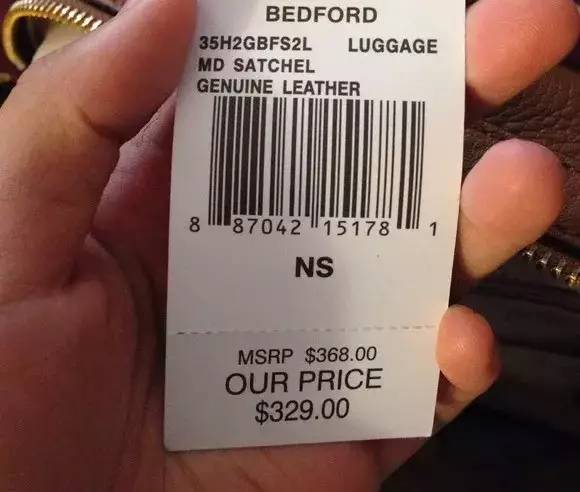 BEDFORD
35H2GBFS2L LUGGAGE
MD SATCHEL
GENUINE LEATHER
8 87042 15178 1
NS
MSRP $368.00
OUR PRICE
$329.00